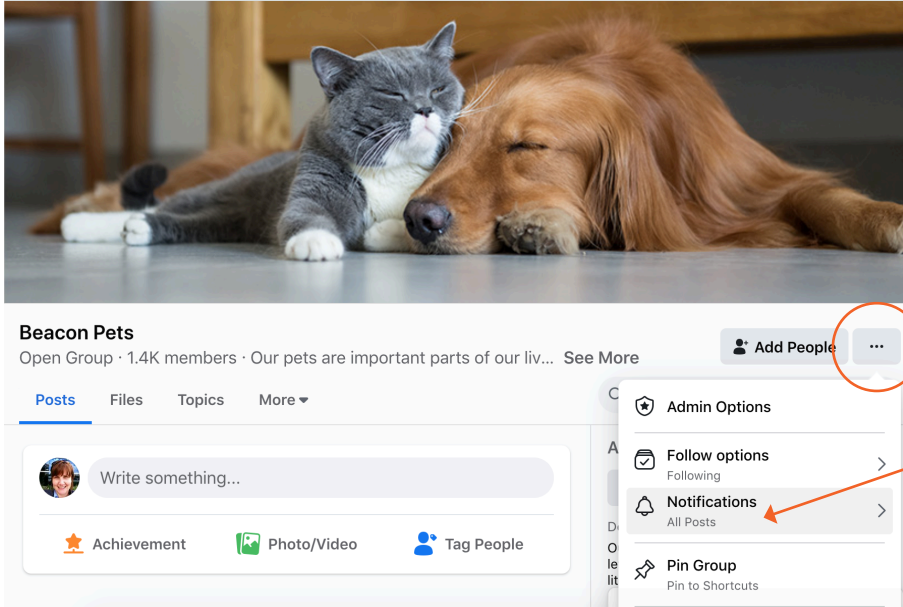 Beacon Pets
Open Group · 1.4K members · Our pets are important parts of our liv... See More
Add People
Posts Files Topics More
Write something...
Achievement Photo/Video Tag People
Admin Options
Follow options
Following
Notifications
All Posts
Pin Group
Pin to Shortcuts